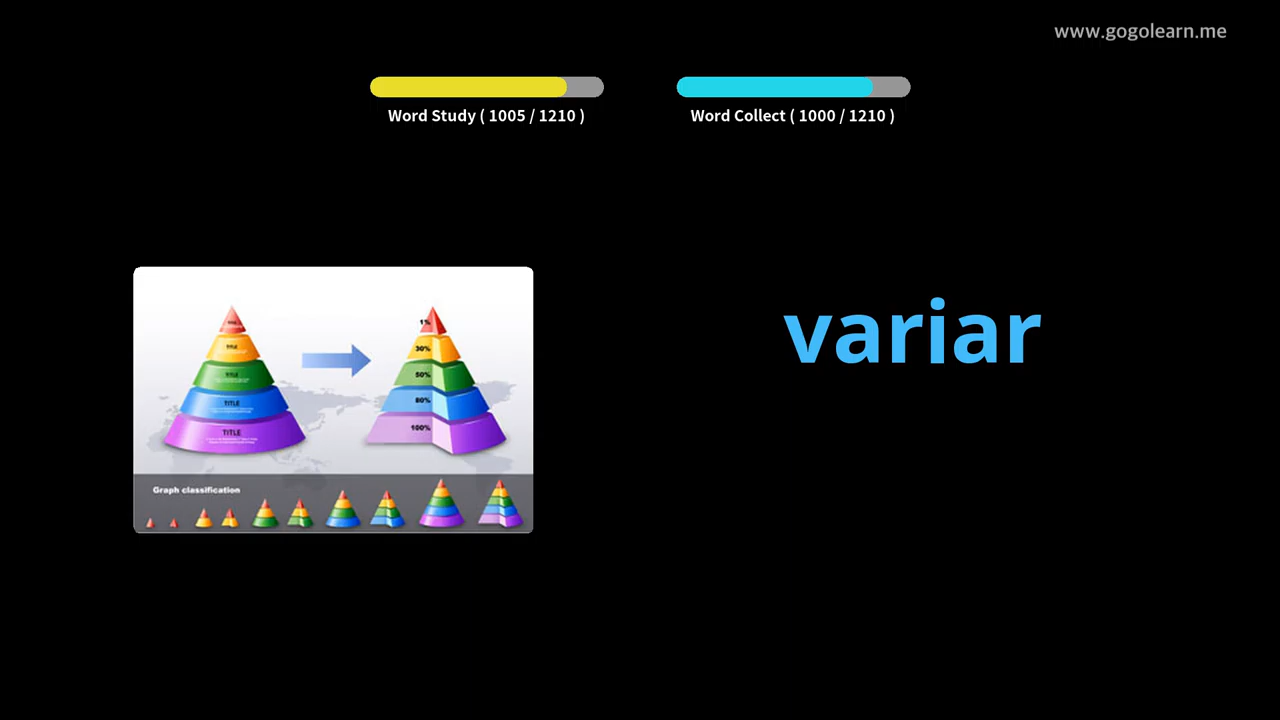 www.gogolearn.me
Word Study ( 1005 / 1210 )
Word Collect ( 1000 / 1210 )
variar
TITLE
TITLE
TITLE
TITLE
1%
30%
50%
80%
100%
Graph classification